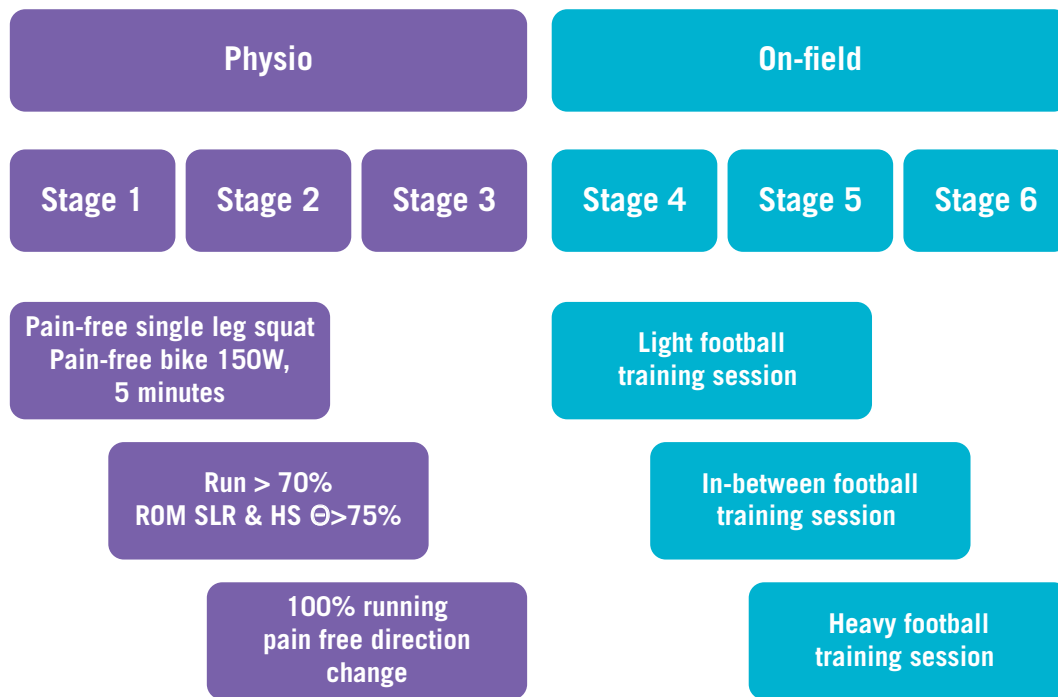 Physio
On-field
Stage 1
Stage 2
Stage 3
Stage 4
Stage 5
Stage 6
Pain-free single leg squat
Pain-free bike 150W,
5 minutes
Light football
training session
Run > 70%
ROM SLR & HS Θ>75%
In-between football
training session
100% running
pain free direction
change
Heavy football
training session